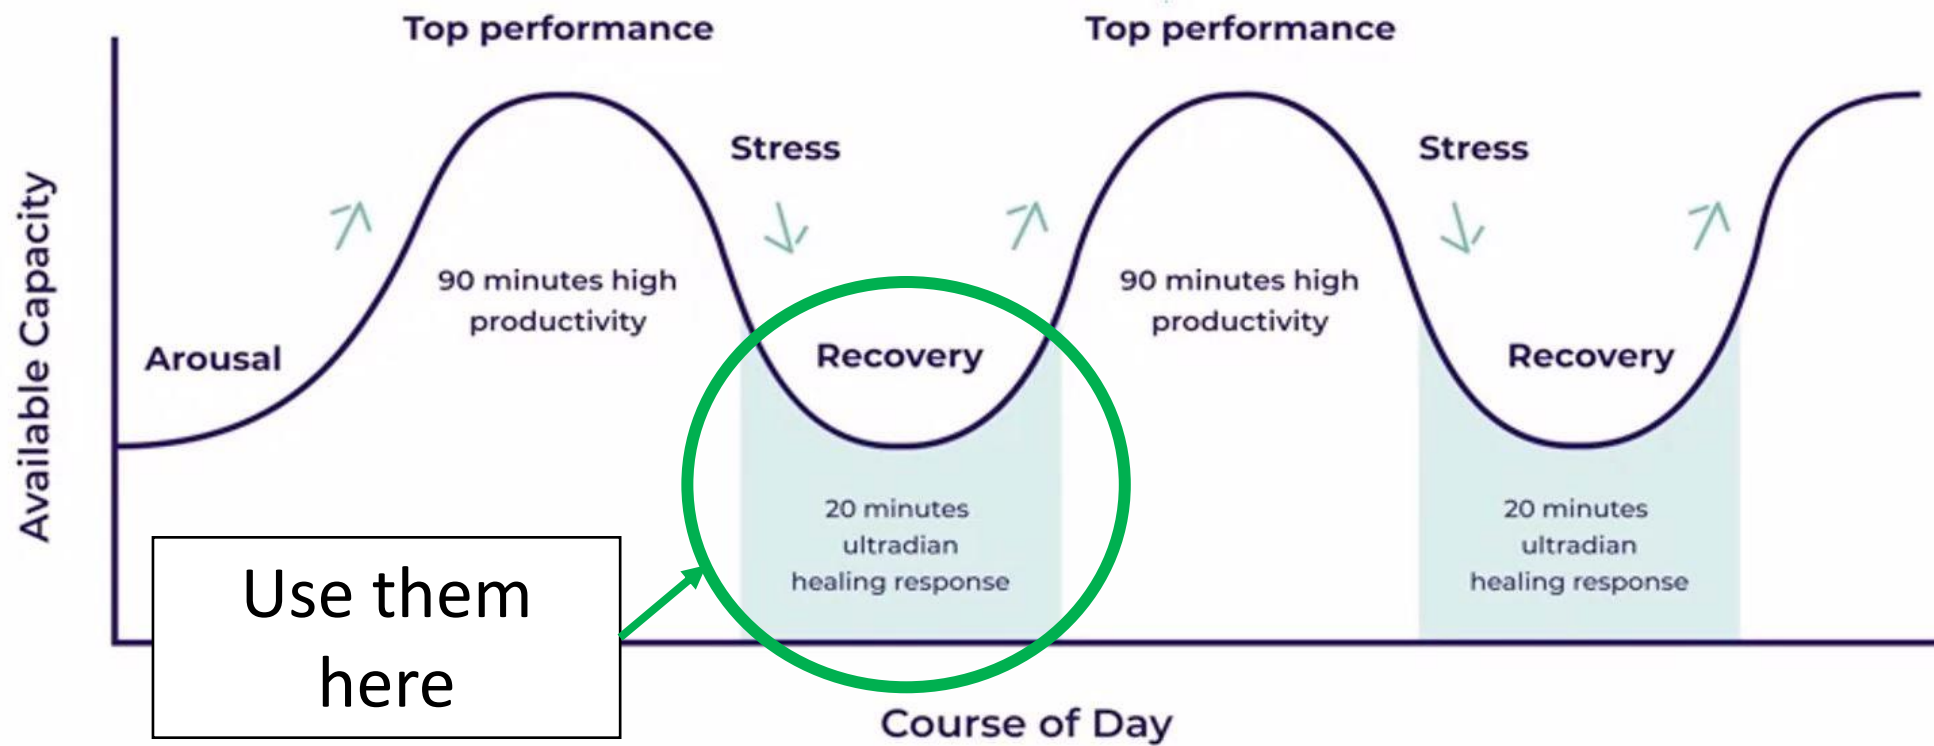 Top performance
Top performance
Stress
Stress
90 minutes high
productivity
90 minutes high
productivity
Arousal
Recovery
Recovery
Available Capacity
20 minutes
ultradian
healing response
20 minutes
ultradian
healing response
Use them
here
Course of Day